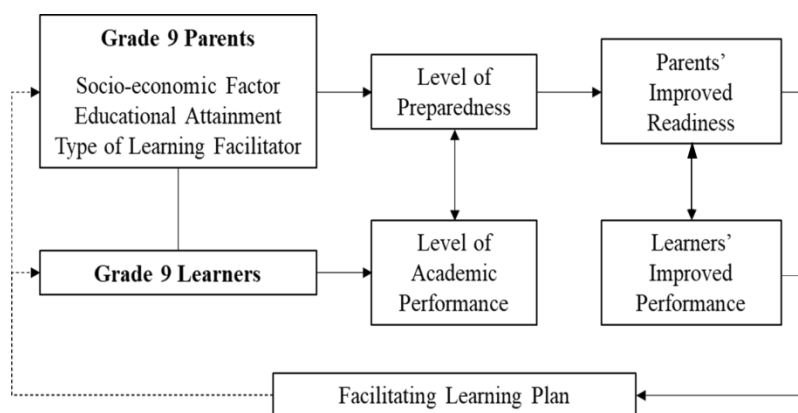 Grade 9 Parents
Socio-economic Factor
Educational Attainment
Type of Learning Facilitator
Level of
Preparedness
Parents’
Improved
Readiness
Grade 9 Learners
Level of
Academic
Performance
Learners’
Improved
Performance
Facilitating Learning Plan